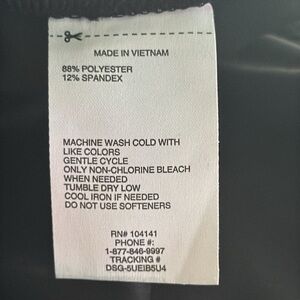 MADE IN VIETNAM
88% POLYESTER
12% SPANDEX
MACHINE WASH COLD WITH
LIKE COLORS
GENTLE CYCLE
ONLY NON-CHLORINE BLEACH
WHEN NEEDED
TUMBLE DRY LOW
COOL IRON IF NEEDED
DO NOT USE SOFTENERS
RN# 104141
PHONE #:
1-877-846-9997
TRACKING #
DSG-5UEIB5U4